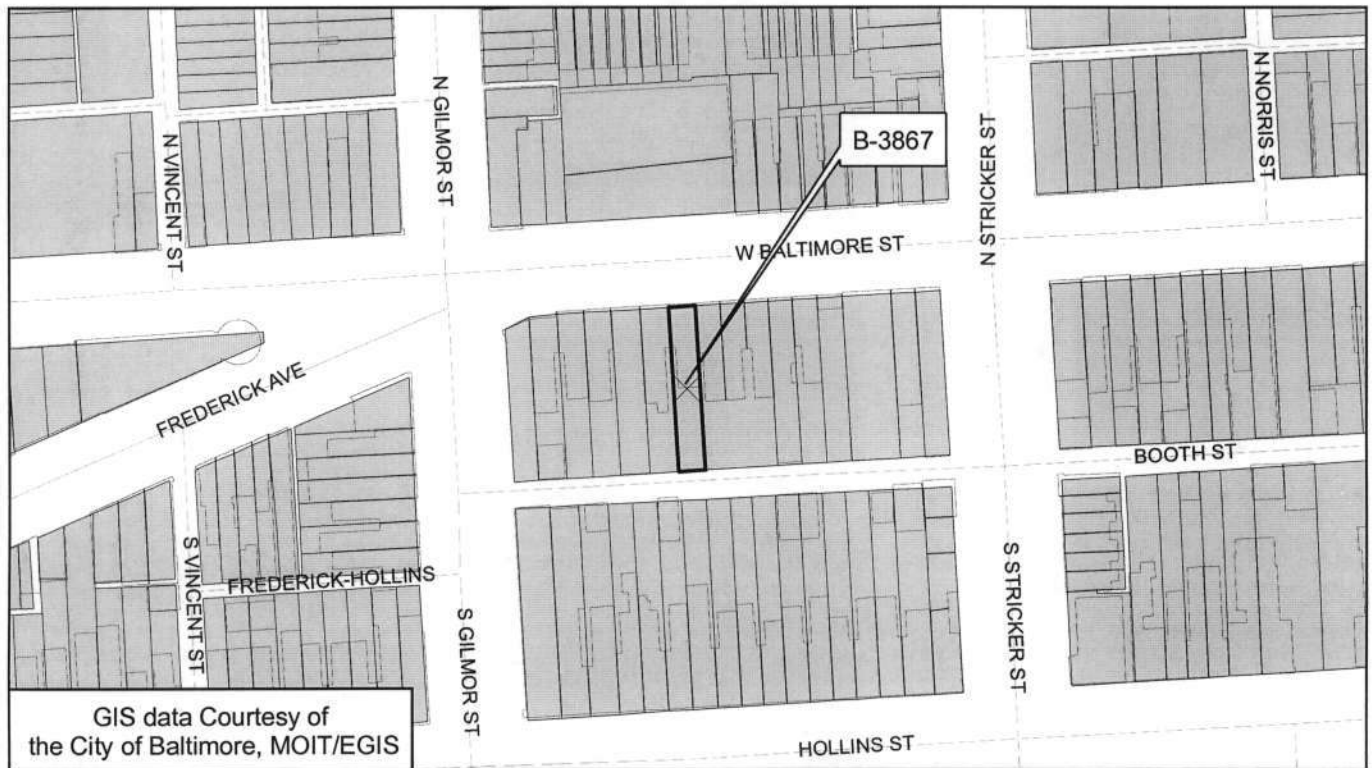 N VINCENT ST
N GILMOR ST
B-3867
N STRICKER ST
N NORRIS ST
W BALTIMORE ST
FREDERICK AVE
BOOTH ST
S VINCENT ST
FREDERICK-HOLLINS
S GILMOR ST
S STRICKER ST
HOLLINS ST
GIS data Courtesy of
the City of Baltimore, MOIT/EGIS